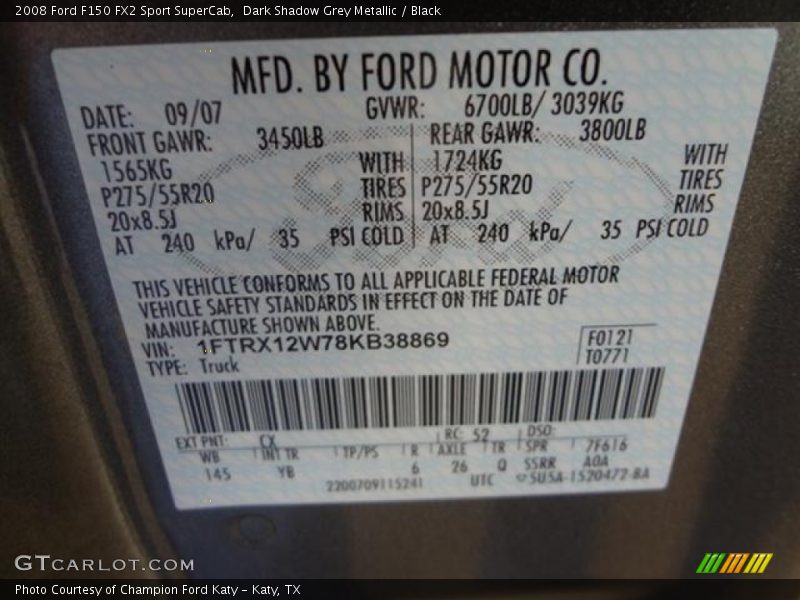 2008 Ford F150 FX2 Sport SuperCab,  Dark Shadow Grey Metallic / Black
MFD. BY FORD MOTOR CO.
DATE: 09/07 GVWR: 6700LB/ 3039KG
FRONT GAWR: 3450LB REAR GAWR: 3800LB
1565KG WITH 1724KG WITH
P275/55R20 TIRES P275/55R20 TIRES
20x8.5J RIMS 20x8.5J RIMS
AT 240 kPa/ 35 PSI COLD AT 240 kPa/ 35 PSI COLD
THIS VEHICLE CONFORMS TO ALL APPLICABLE FEDERAL MOTOR
VEHICLE SAFETY STANDARDS IN EFFECT ON THE DATE OF
MANUFACTURE SHOWN ABOVE.
VIN: 1FTRX12W78KB38869 F0121
TYPE: Truck T0771
EXT PNT: CX RC: 52 DSO:
WB INT TR TP/PS R AXLE TR SPR 7F616
145 YB 6 26 Q SSRR AOA
2200709115241 UTC 5U5A-1520472-BA
GTCARLOT.COM
Photo Courtesy of Champion Ford Katy - Katy, TX